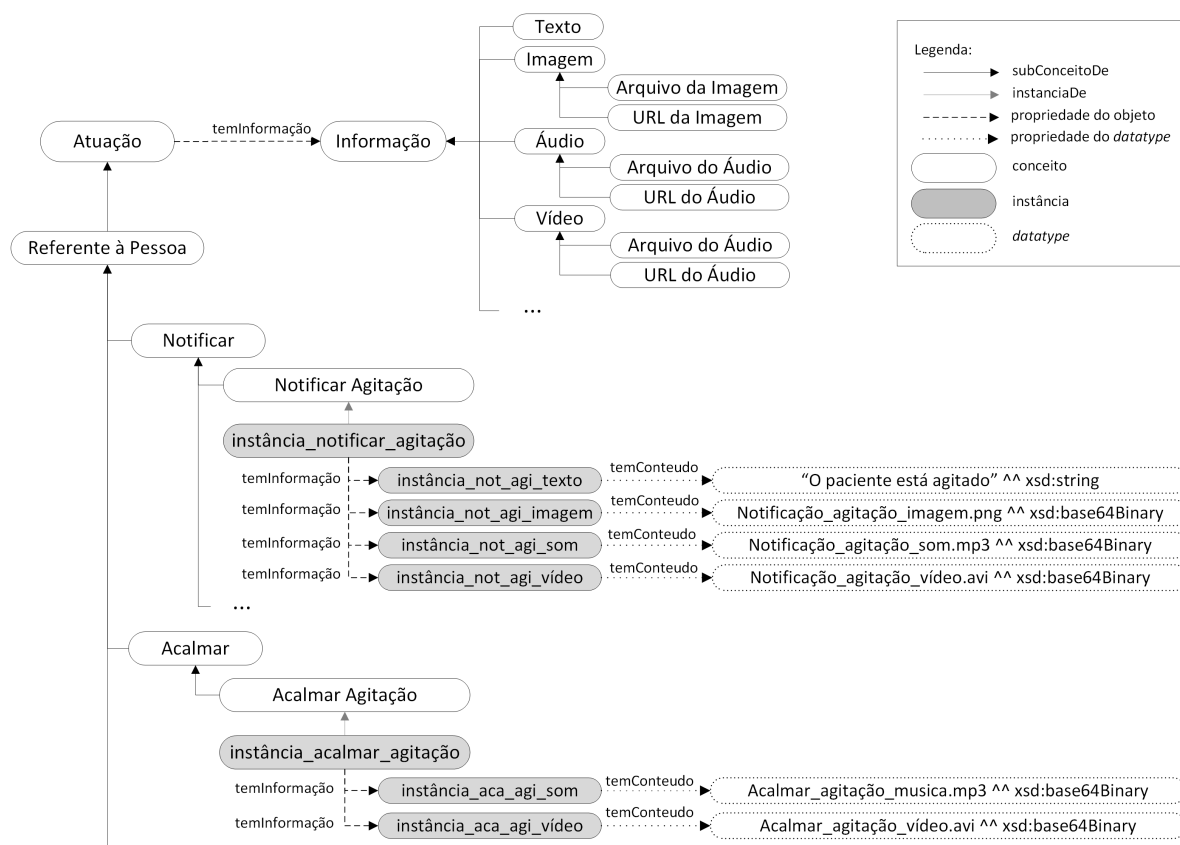 Texto
Imagem
Arquivo da Imagem
URL da Imagem
Atuação
temInformação
Informação
Áudio
Arquivo do Áudio
URL do Áudio
Vídeo
Arquivo do Áudio
URL do Áudio
...
Legenda:
subConceitoDe
instanciaDe
propriedade do objeto
propriedade do datatype
conceito
instância
datatype
Referente à Pessoa
Notificar
Notificar Agitação
instância_notificar_agitação
temInformação
instância_not_agi_texto
temConteudo
“O paciente está agitado” ^^ xsd:string
temInformação
instância_not_agi_imagem
temConteudo
Notificação_agitação_imagem.png ^^ xsd:base64Binary
temInformação
instância_not_agi_som
temConteudo
Notificação_agitação_som.mp3 ^^ xsd:base64Binary
temInformação
instância_not_agi_vídeo
temConteudo
Notificação_agitação_vídeo.avi ^^ xsd:base64Binary
...
Acalmar
Acalmar Agitação
instância_acalmar_agitação
temInformação
instância_aca_agi_som
temConteudo
Acalmar_agitação_musica.mp3 ^^ xsd:base64Binary
temInformação
instância_aca_agi_vídeo
temConteudo
Acalmar_agitação_vídeo.avi ^^ xsd:base64Binary